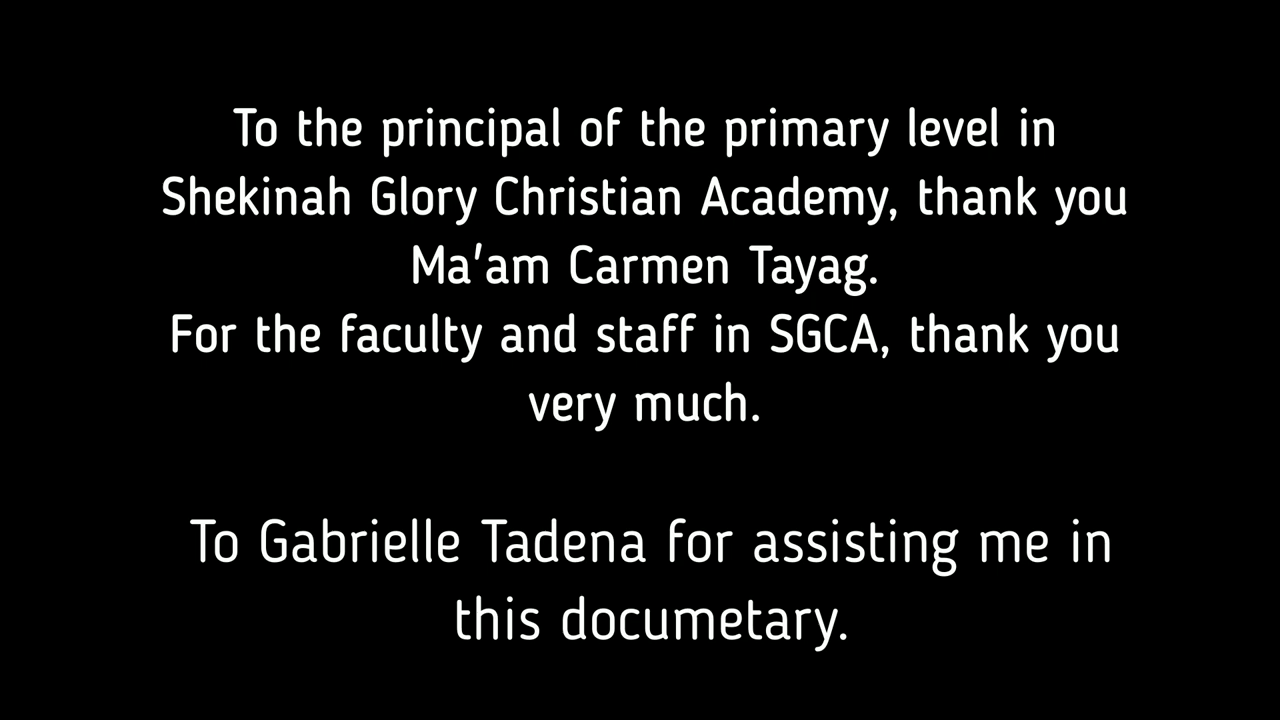 To the principal of the primary level in
Shekinah Glory Christian Academy, thank you
Ma'am Carmen Tayag.
For the faculty and staff in SGCA, thank you
very much.
To Gabrielle Tadena for assisting me in
this documetary.